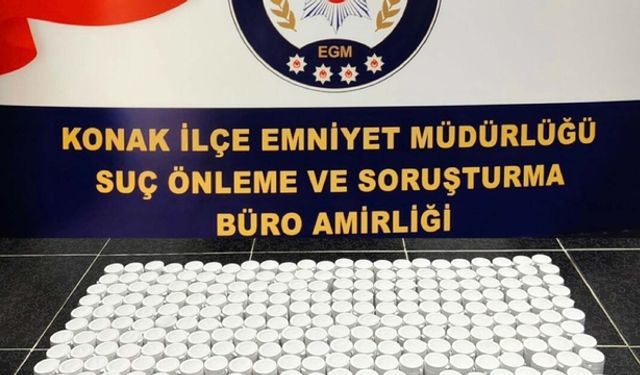 EGM
KONAK İLÇE EMNİYET MÜDÜRLÜĞÜ
SUÇ ÖNLEME VE SORUŞTURMA
BÜRO AMİRLİĞİ